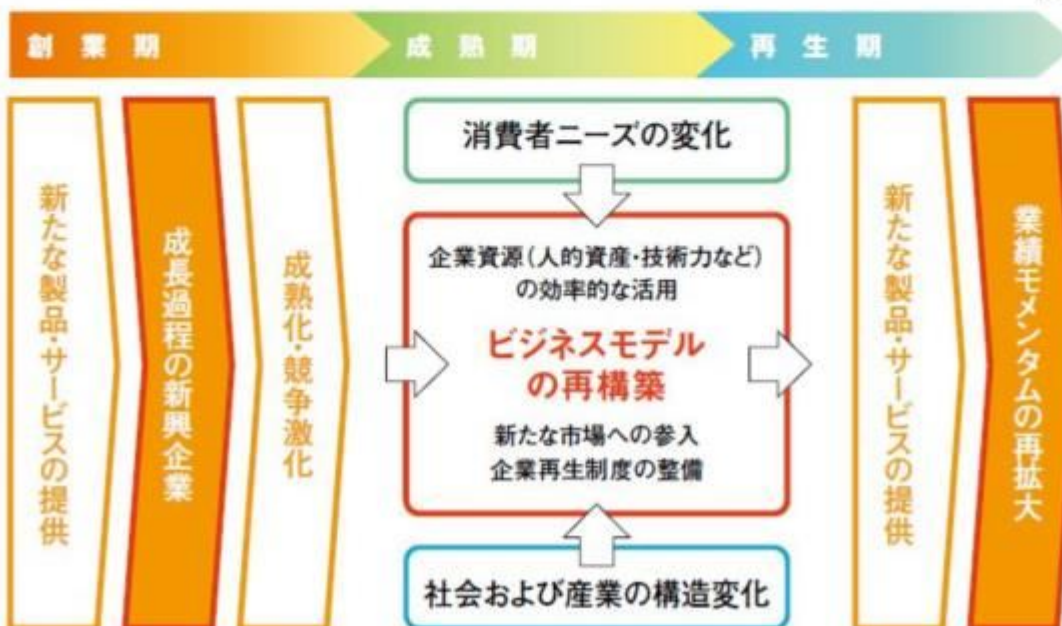 創業期
成熟期
再生期
新たな製品・サービスの提供
成長過程の新興企業
成熟化・競争激化
消費者ニーズの変化
企業資源(人的資産・技術力など)
の効率的な活用
ビジネスモデル
の再構築
新たな市場への参入
企業再生制度の整備
社会および産業の構造変化
新たな製品・サービスの提供
業績モメンタムの再拡大